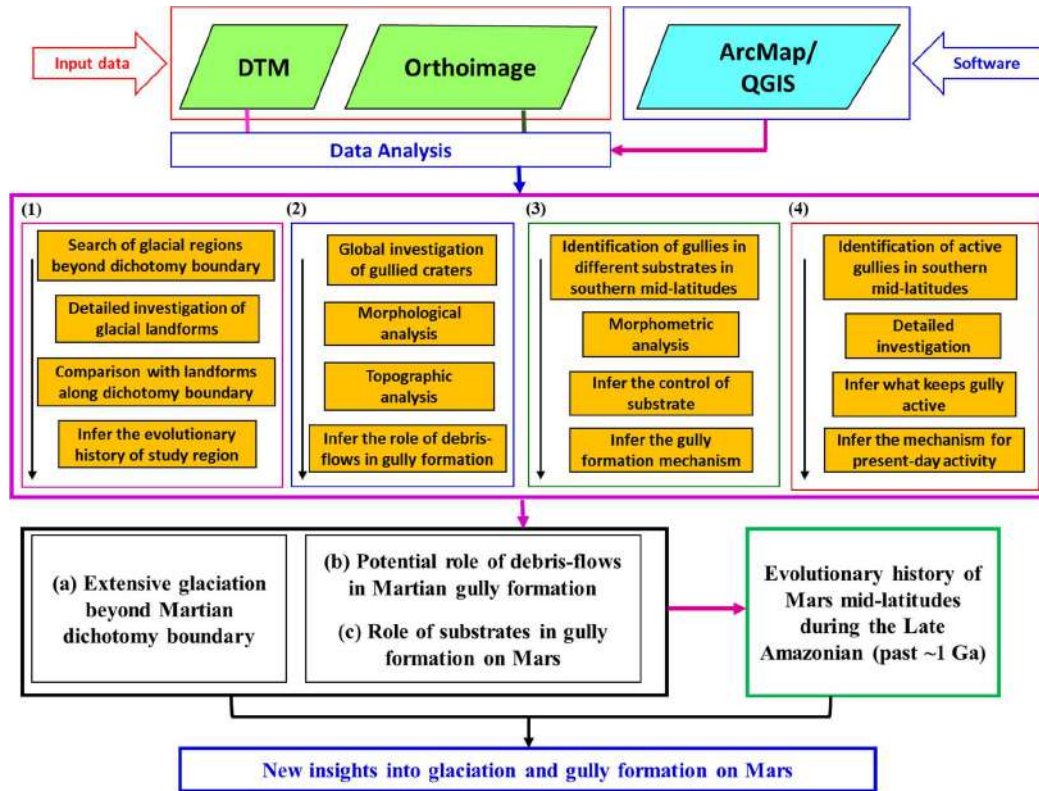 Input data
DTM
Orthoimage
ArcMap/
QGIS
Software
Data Analysis
(1)
Search of glacial regions
beyond dichotomy boundary
Detailed investigation of
glacial landforms
Comparison with landforms
along dichotomy boundary
Infer the evolutionary
history of study region
(2)
Global investigation
of gullied craters
Morphological
analysis
Topographic
analysis
Infer the role of debris-
flows in gully formation
(3)
Identification of gullies in
different substrates in
southern mid-latitudes
Morphometric
analysis
Infer the control of
substrate
Infer the gully
formation mechanism
(4)
Identification of active
gullies in southern
mid-latitudes
Detailed
investigation
Infer what keeps gully
active
Infer the mechanism for
present-day activity
(a) Extensive glaciation
beyond Martian
dichotomy boundary
(b) Potential role of debris-flows
in Martian gully formation
(c) Role of substrates in gully
formation on Mars
Evolutionary history of
Mars mid-latitudes
during the Late
Amazonian (past ~1 Ga)
New insights into glaciation and gully formation on Mars